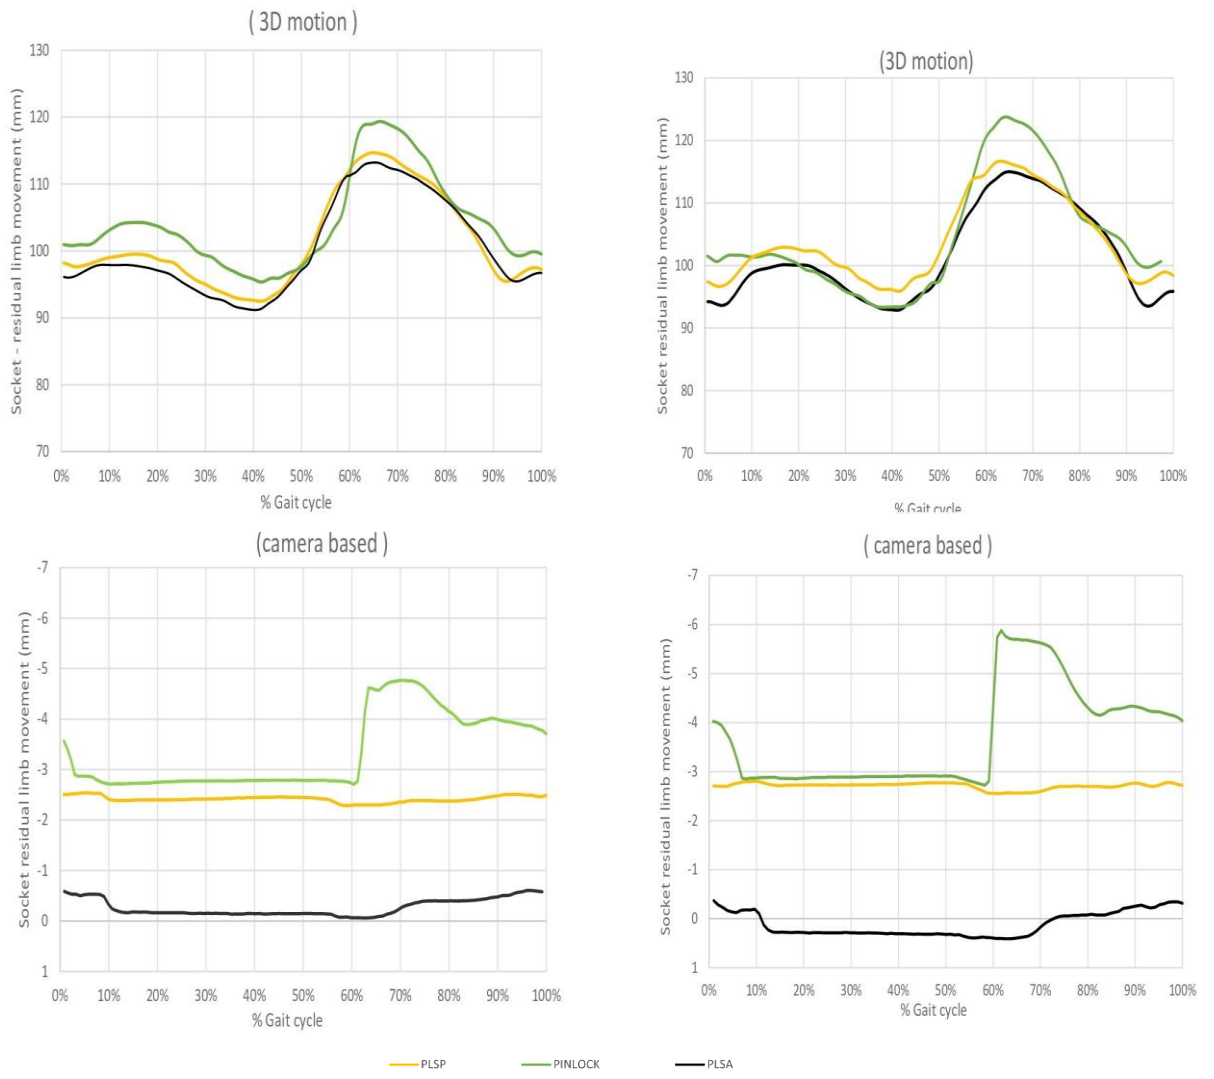 ( 3D motion )
Socket - residual limb movement (mm)
130
120
110
100
90
80
70
0% 10% 20% 30% 40% 50% 60% 70% 80% 90% 100%
% Gait cycle
(3D motion)
Socket residual limb movement (mm)
130
120
110
100
90
80
70
0% 10% 20% 30% 40% 50% 60% 70% 80% 90% 100%
% Gait cycle
(camera based )
Socket residual limb movement (mm)
-7
-6
-5
-4
-3
-2
-1
0
1
0% 10% 20% 30% 40% 50% 60% 70% 80% 90% 100%
% Gait cycle
( camera based )
Socket residual limb movement (mm)
-7
-6
-5
-4
-3
-2
-1
0
1
0% 10% 20% 30% 40% 50% 60% 70% 80% 90% 100%
% Gait cycle
PLSP PINLOCK PLSA